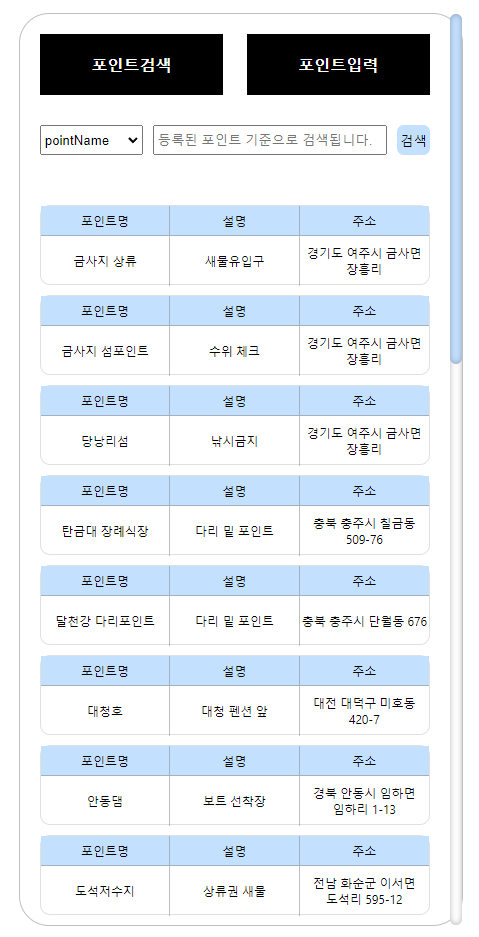 포인트검색 포인트입력
pointName 등록된 포인트 기준으로 검색됩니다. 검색
포인트명 설명 주소
금사지 상류 새물유입구 경기도 여주시 금사면
장흥리
포인트명 설명 주소
금사지 섬포인트 수위 체크 경기도 여주시 금사면
장흥리
포인트명 설명 주소
당낭리섬 낚시금지 경기도 여주시 금사면
장흥리
포인트명 설명 주소
탄금대 장례식장 다리 밑 포인트 충북 충주시 칠금동
509-76
포인트명 설명 주소
달천강 다리포인트 다리 밑 포인트 충북 충주시 단월동 676
포인트명 설명 주소
대청호 대청 펜션 앞 대전 대덕구 미호동
420-7
포인트명 설명 주소
안동댐 보트 선착장 경북 안동시 임하면
임하리 1-13
포인트명 설명 주소
도석저수지 상류권 새물 전남 화순군 이서면
도석리 595-12